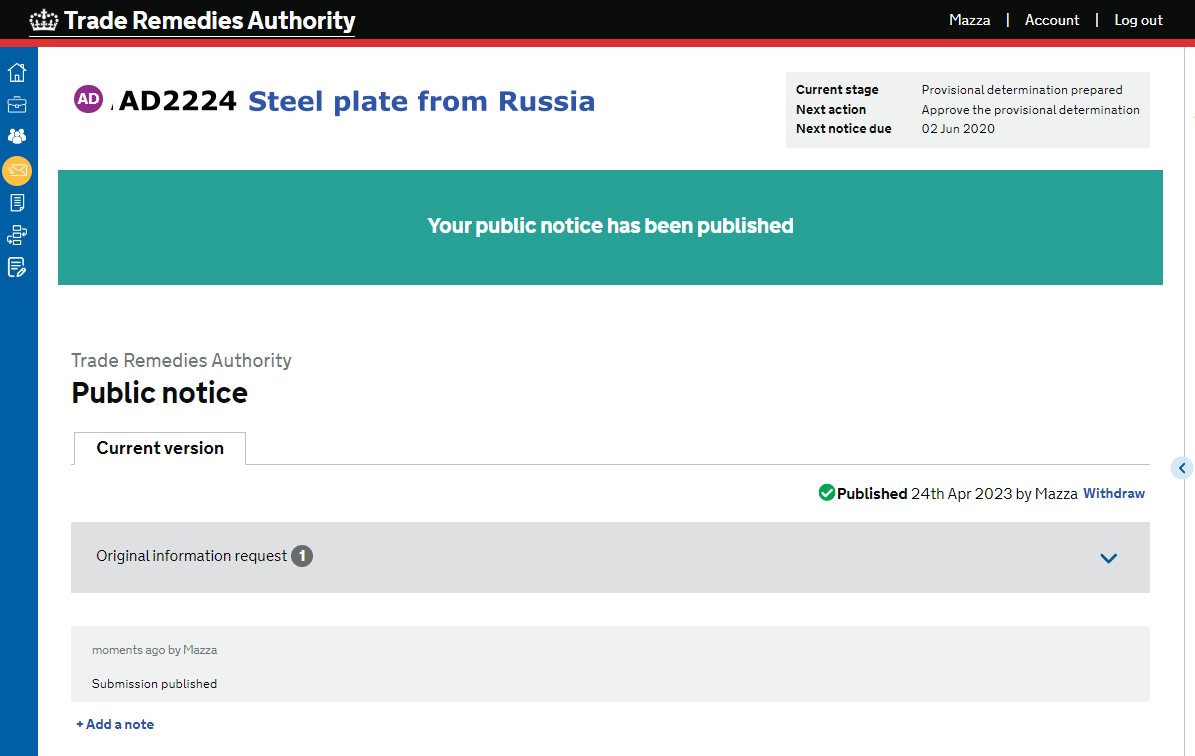 Trade Remedies Authority
Mazza | Account | Log out
AD AD2224 Steel plate from Russia
Current stage Provisional determination prepared
Next action Approve the provisional determination
Next notice due 02 Jun 2020
Your public notice has been published
Trade Remedies Authority
Public notice
Current version
Published 24th Apr 2023 by Mazza Withdraw
Original information request 1
moments ago by Mazza
Submission published
+ Add a note